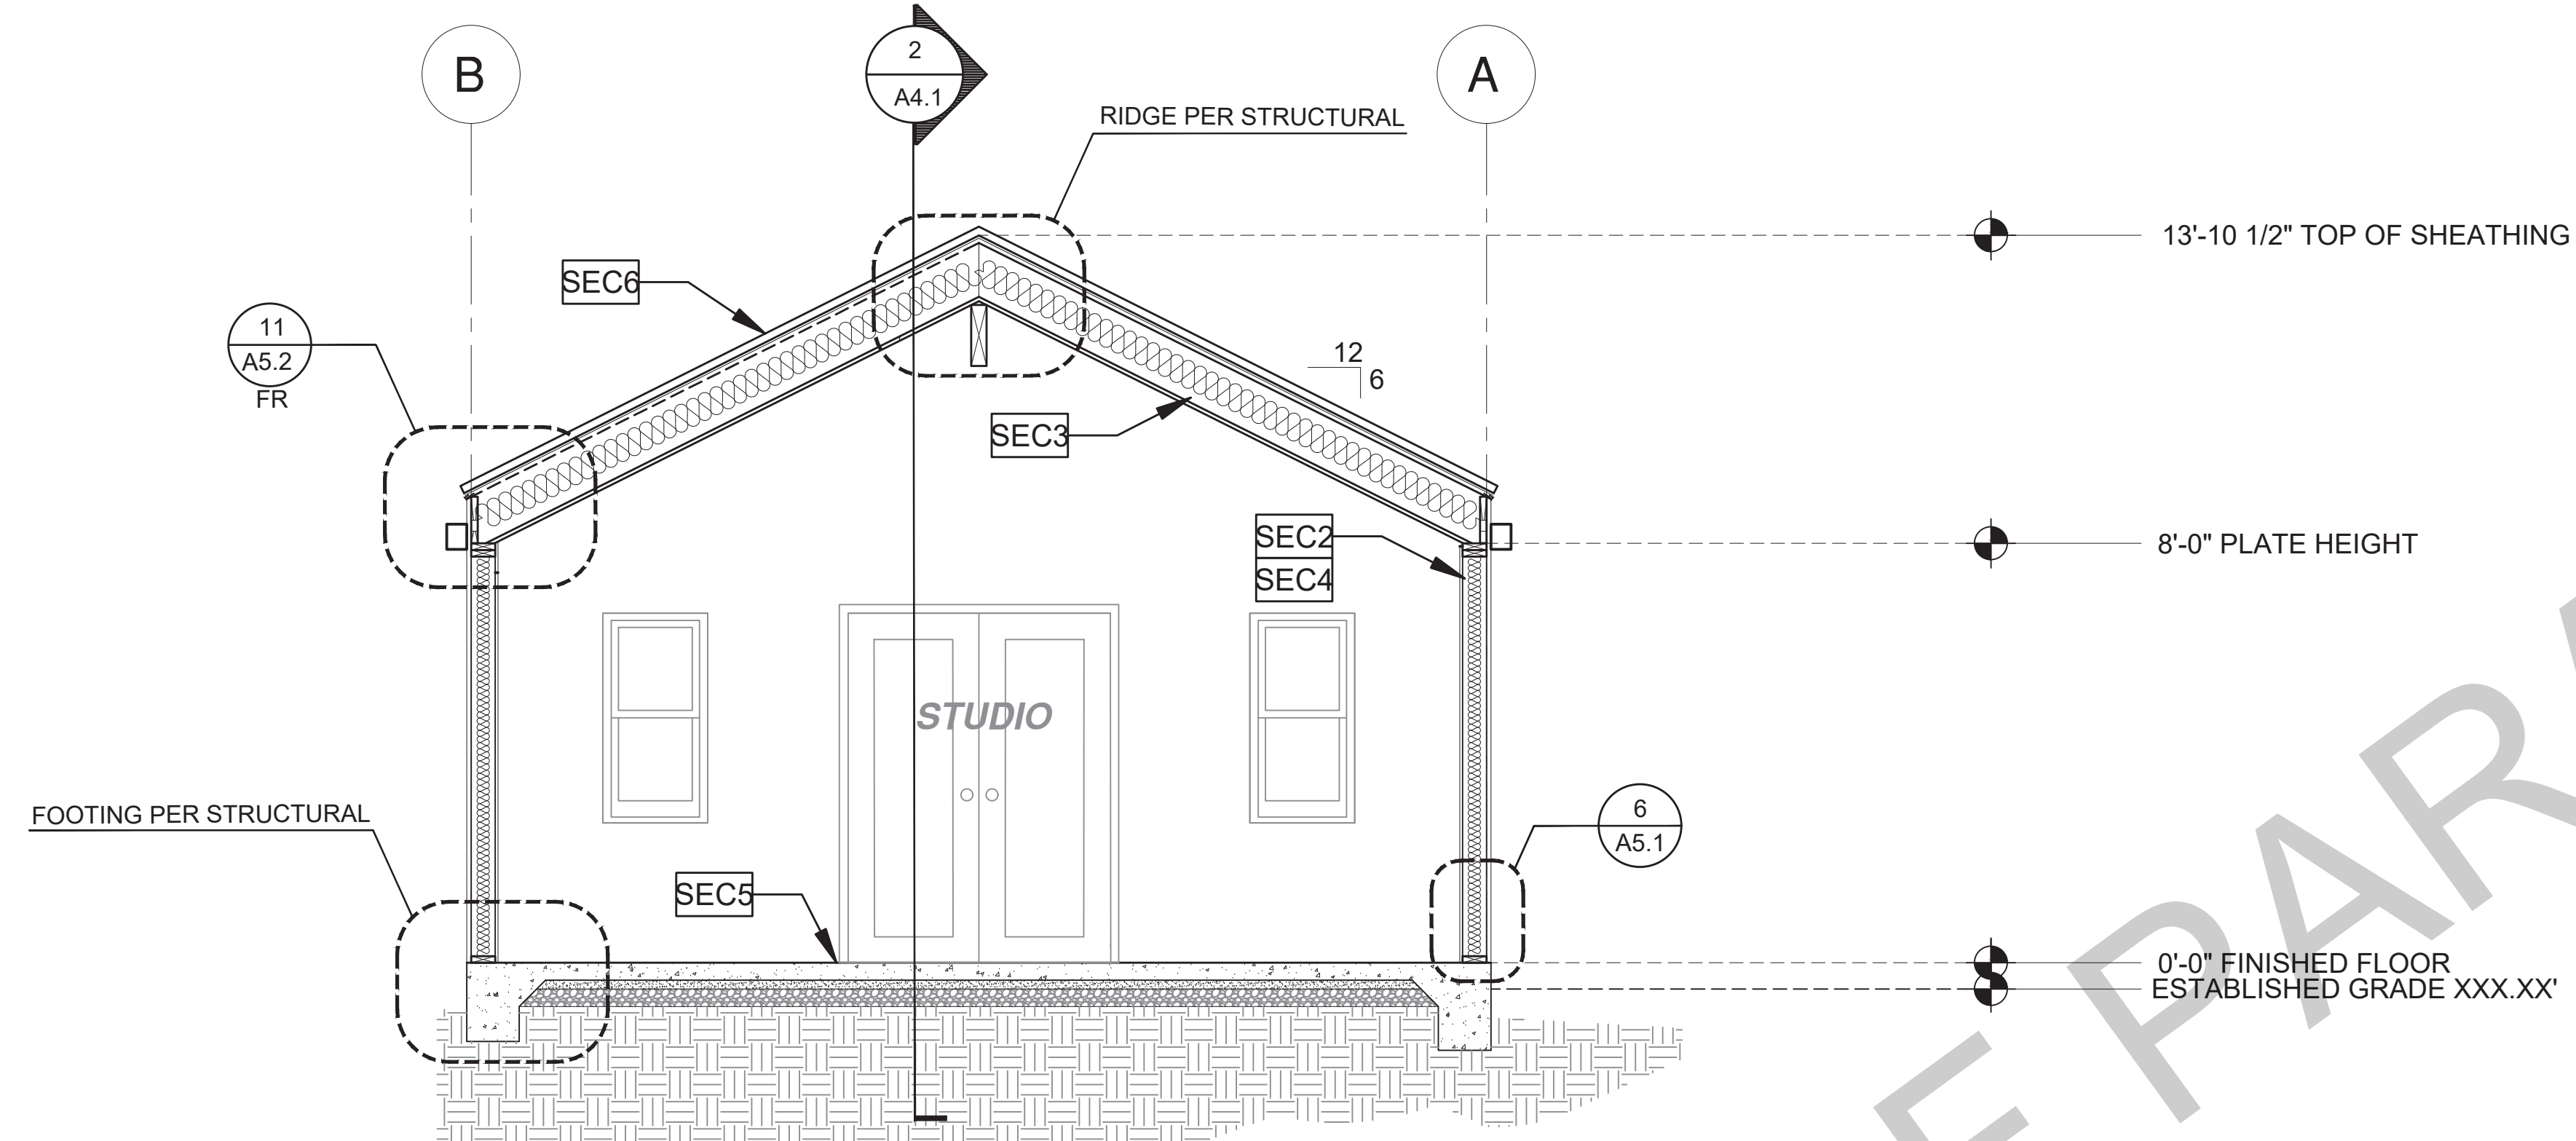 B
2
A4.1
A
RIDGE PER STRUCTURAL
13'-10 1/2" TOP OF SHEATHING
SEC6
11
A5.2
FR
12
6
SEC3
SEC2
SEC4
8'-0" PLATE HEIGHT
STUDIO
FOOTING PER STRUCTURAL
6
A5.1
SEC5
0'-0" FINISHED FLOOR
ESTABLISHED GRADE XXX.XX'
E PAR